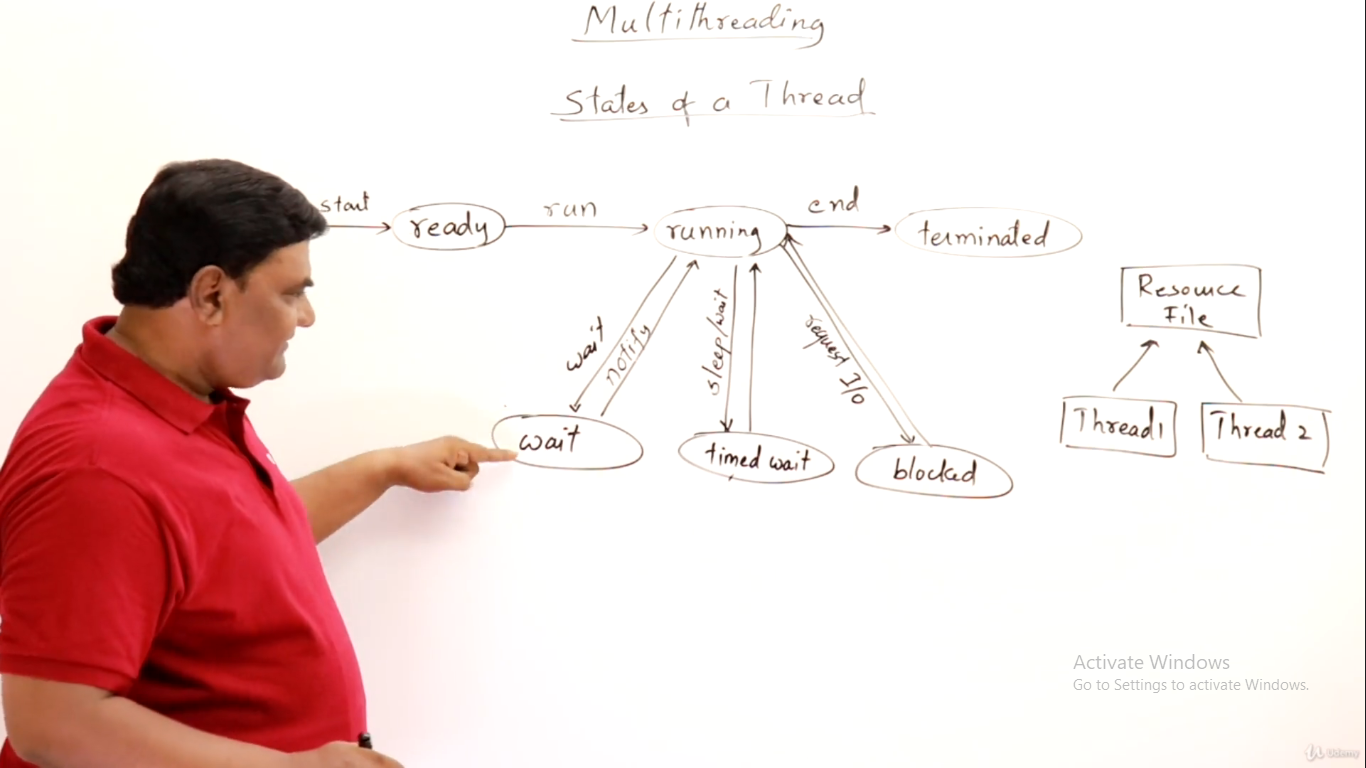 Multithreading
States of a Thread
start
ready
run
running
end
terminated
wait
notify
sleep/wait
request I/O
wait
timed wait
blocked
Resource
File
Thread1
Thread 2
Activate Windows
Go to Settings to activate Windows.
Udemy